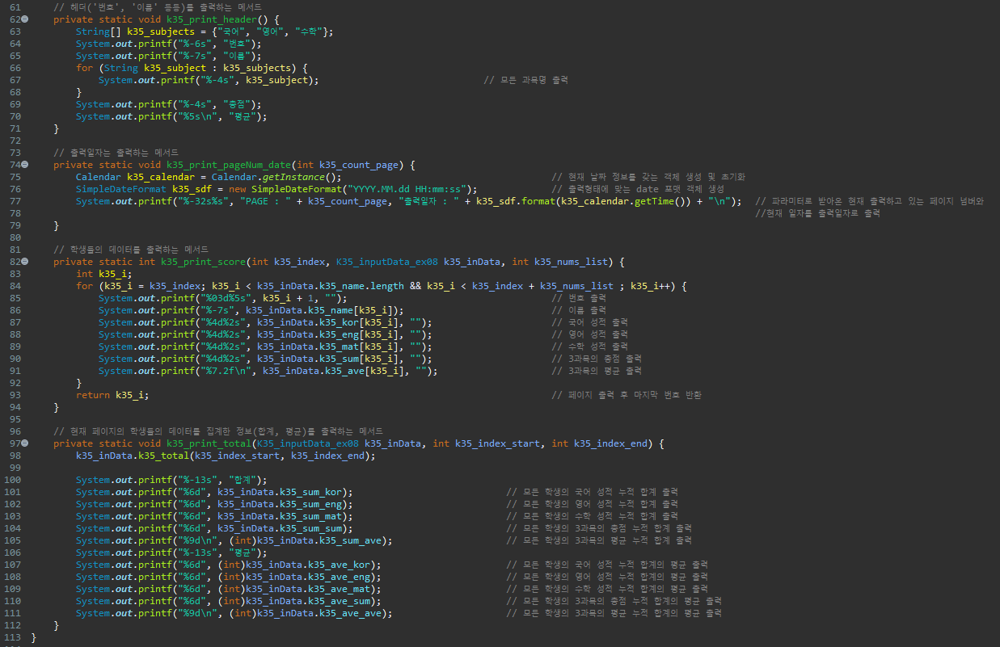 61 // 헤더('번호', '이름' 등등)를 출력하는 메서드
62 private static void k35_print_header() {
63 String[] k35_subjects = {"국어", "영어", "수학"};
64 System.out.printf("%-6s", "번호");
65 System.out.printf("%-7s", "이름");
66 for (String k35_subject : k35_subjects) {
67 System.out.printf("%-4s", k35_subject); // 모든 과목명 출력
68 }
69 System.out.printf("%-4s", "총점");
70 System.out.printf("%5s\n", "평균");
71 }
72
73 // 출력일자는 출력하는 메서드
74 private static void k35_print_pageNum_date(int k35_count_page) {
75 Calendar k35_calendar = Calendar.getInstance(); // 현재 날짜 정보를 갖는 객체 생성 및 초기화
76 SimpleDateFormat k35_sdf = new SimpleDateFormat("YYYY.MM.dd HH:mm:ss"); // 출력형태에 맞는 date 포맷 객체 생성
77 System.out.printf("%-32s%s", "PAGE : " + k35_count_page, "출력일자 : " + k35_sdf.format(k35_calendar.getTime()) + "\n"); // 파라미터로 받아온 현재 출력하고 있는 페이지 넘버와
78 //현재 일자를 출력일자로 출력
79 }
80
81 // 학생들의 데이터를 출력하는 메서드
82 private static int k35_print_score(int k35_index, K35_inputData_ex08 k35_inData, int k35_nums_list) {
83 int k35_i;
84 for (k35_i = k35_index; k35_i < k35_inData.k35_name.length && k35_i < k35_index + k35_nums_list ; k35_i++) {
85 System.out.printf("%03d%5s", k35_i + 1, ""); // 번호 출력
86 System.out.printf("%-7s", k35_inData.k35_name[k35_i]); // 이름 출력
87 System.out.printf("%4d%2s", k35_inData.k35_kor[k35_i], ""); // 국어 성적 출력
88 System.out.printf("%4d%2s", k35_inData.k35_eng[k35_i], ""); // 영어 성적 출력
89 System.out.printf("%4d%2s", k35_inData.k35_mat[k35_i], ""); // 수학 성적 출력
90 System.out.printf("%4d%2s", k35_inData.k35_sum[k35_i], ""); // 3과목의 총점 출력
91 System.out.printf("%7.2f\n", k35_inData.k35_ave[k35_i], ""); // 3과목의 평균 출력
92 }
93 return k35_i; // 페이지 출력 후 마지막 번호 반환
94 }
95
96 // 현재 페이지의 학생들의 데이터를 집계한 정보(합계, 평균)를 출력하는 메서드
97 private static void k35_print_total(K35_inputData_ex08 k35_inData, int k35_index_start, int k35_index_end) {
98 k35_inData.k35_total(k35_index_start, k35_index_end);
99
100 System.out.printf("%-13s", "합계");
101 System.out.printf("%6d", k35_inData.k35_sum_kor); // 모든 학생의 국어 성적 누적 합계 출력
102 System.out.printf("%6d", k35_inData.k35_sum_eng); // 모든 학생의 영어 성적 누적 합계 출력
103 System.out.printf("%6d", k35_inData.k35_sum_mat); // 모든 학생의 수학 성적 누적 합계 출력
104 System.out.printf("%6d", k35_inData.k35_sum_sum); // 모든 학생의 3과목의 총점 누적 합계 출력
105 System.out.printf("%9d\n", (int)k35_inData.k35_sum_ave); // 모든 학생의 3과목의 평균 누적 합계 출력
106 System.out.printf("%-13s", "평균");
107 System.out.printf("%6d", (int)k35_inData.k35_ave_kor); // 모든 학생의 국어 성적 누적 합계의 평균 출력
108 System.out.printf("%6d", (int)k35_inData.k35_ave_eng); // 모든 학생의 영어 성적 누적 합계의 평균 출력
109 System.out.printf("%6d", (int)k35_inData.k35_ave_mat); // 모든 학생의 수학 성적 누적 합계의 평균 출력
110 System.out.printf("%6d", (int)k35_inData.k35_ave_sum); // 모든 학생의 3과목의 총점 누적 합계의 평균 출력
111 System.out.printf("%9d\n", (int)k35_inData.k35_ave_ave); // 모든 학생의 3과목의 평균 누적 합계의 평균 출력
112 }
113 }